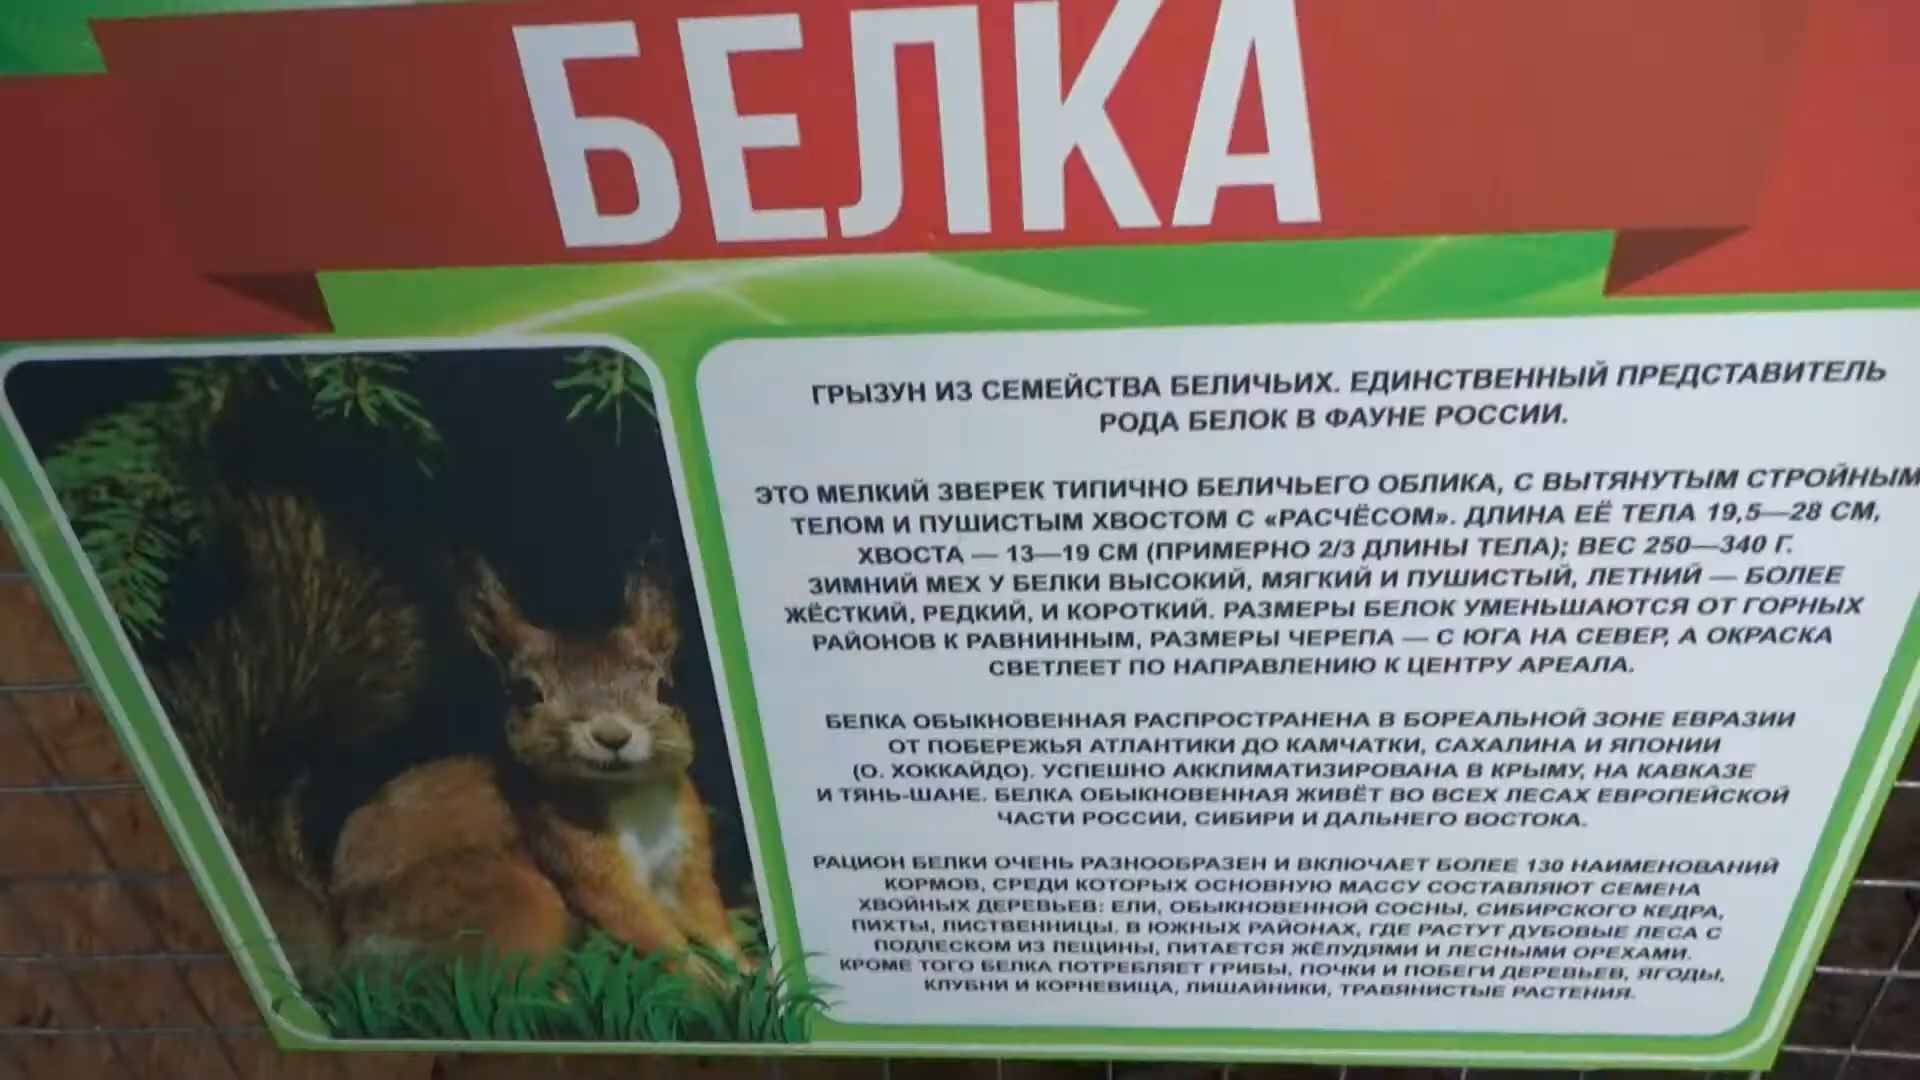 БЕЛКА
ГРЫЗУН ИЗ СЕМЕЙСТВА БЕЛИЧЬИХ. ЕДИНСТВЕННЫЙ ПРЕДСТАВИТЕЛЬ
РОДА БЕЛОК В ФАУНЕ РОССИИ.
ЭТО МЕЛКИЙ ЗВЕРЕК ТИПИЧНО БЕЛИЧЬЕГО ОБЛИКА, С ВЫТЯНУТЫМ СТРОЙНЫМ
ТЕЛОМ И ПУШИСТЫМ ХВОСТОМ С «РАСЧЁСОМ». ДЛИНА ЕЁ ТЕЛА 19,5—28 СМ,
ХВОСТА — 13—19 СМ (ПРИМЕРНО 2/3 ДЛИНЫ ТЕЛА); ВЕС 250—340 Г.
ЗИМНИЙ МЕХ У БЕЛКИ ВЫСОКИЙ, МЯГКИЙ И ПУШИСТЫЙ, ЛЕТНИЙ — БОЛЕЕ
ЖЁСТКИЙ, РЕДКИЙ, И КОРОТКИЙ. РАЗМЕРЫ БЕЛОК УМЕНЬШАЮТСЯ ОТ ГОРНЫХ
РАЙОНОВ К РАВНИННЫМ, РАЗМЕРЫ ЧЕРЕПА — С ЮГА НА СЕВЕР, А ОКРАСКА
СВЕТЛЕЕТ ПО НАПРАВЛЕНИЮ К ЦЕНТРУ АРЕАЛА.
БЕЛКА ОБЫКНОВЕННАЯ РАСПРОСТРАНЕНА В БОРЕАЛЬНОЙ ЗОНЕ ЕВРАЗИИ
ОТ ПОБЕРЕЖЬЯ АТЛАНТИКИ ДО КАМЧАТКИ, САХАЛИНА И ЯПОНИИ
(О. ХОККАЙДО). УСПЕШНО АККЛИМАТИЗИРОВАНА В КРЫМУ, НА КАВКАЗЕ
И ТЯНЬ-ШАНЕ. БЕЛКА ОБЫКНОВЕННАЯ ЖИВЁТ ВО ВСЕХ ЛЕСАХ ЕВРОПЕЙСКОЙ
ЧАСТИ РОССИИ, СИБИРИ И ДАЛЬНЕГО ВОСТОКА.
РАЦИОН БЕЛКИ ОЧЕНЬ РАЗНООБРАЗЕН И ВКЛЮЧАЕТ БОЛЕЕ 130 НАИМЕНОВАНИЙ
КОРМОВ, СРЕДИ КОТОРЫХ ОСНОВНУЮ МАССУ СОСТАВЛЯЮТ СЕМЕНА
ХВОЙНЫХ ДЕРЕВЬЕВ: ЕЛИ, ОБЫКНОВЕННОЙ СОСНЫ, СИБИРСКОГО КЕДРА,
ПИХТЫ, ЛИСТВЕННИЦЫ. В ЮЖНЫХ РАЙОНАХ, ГДЕ РАСТУТ ДУБОВЫЕ ЛЕСА С
ПОДЛЕСКОМ ИЗ ЛЕЩИНЫ, ПИТАЕТСЯ ЖЁЛУДЯМИ И ЛЕСНЫМИ ОРЕХАМИ.
КРОМЕ ТОГО БЕЛКА ПОТРЕБЛЯЕТ ГРИБЫ, ПОЧКИ И ПОБЕГИ ДЕРЕВЬЕВ, ЯГОДЫ,
КЛУБНИ И КОРНЕВИЩА, ЛИШАЙНИКИ, ТРАВЯНИСТЫЕ РАСТЕНИЯ.